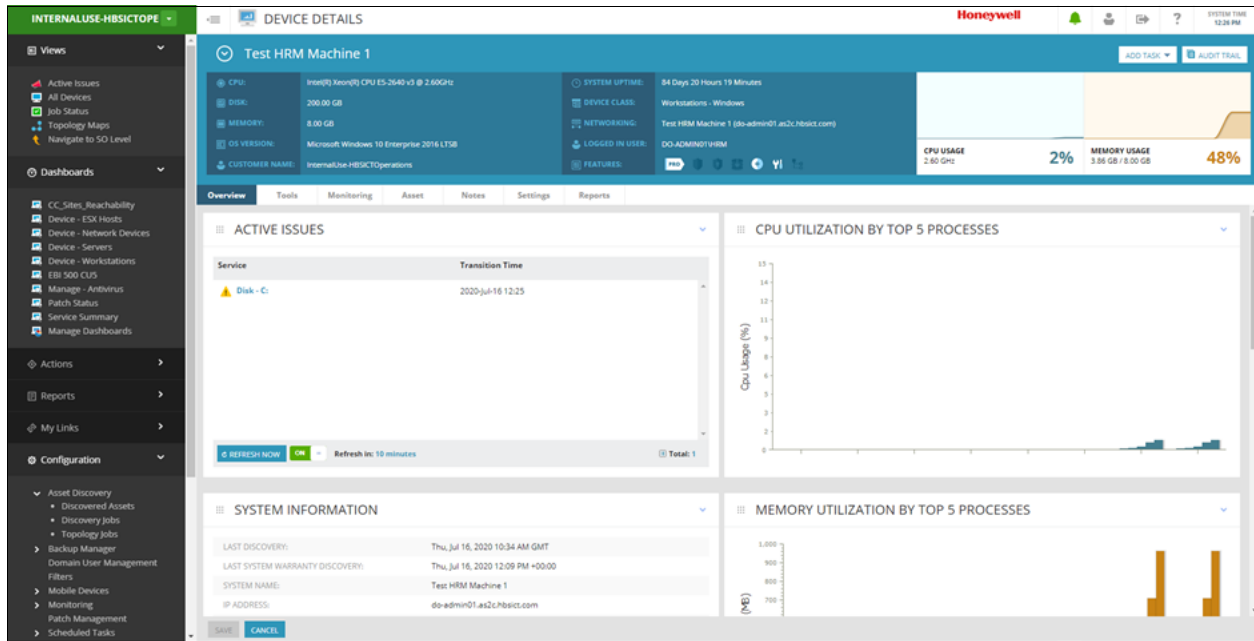 INTERNALUSE-HBSICTOPE
DEVICE DETAILS
Honeywell
?
SYSTEM TIME
12:26 PM
Views
Active Issues
All Devices
Job Status
Topology Maps
Navigate to SO Level
Dashboards
CC_Sites_Reachability
Device - ESX Hosts
Device - Network Devices
Device - Servers
Device - Workstations
EBI 500 CU5
Manage - Antivirus
Patch Status
Service Summary
Manage Dashboards
Actions
Reports
My Links
Configuration
Asset Discovery
Discovered Assets
Discovery Jobs
Topology Jobs
Backup Manager
Domain User Management
Filters
Mobile Devices
Monitoring
Patch Management
Scheduled Tasks
Test HRM Machine 1
ADD TASK
AUDIT TRAIL
CPU: Intel(R) Xeon(R) CPU E5-2640 v3 @ 2.60GHz
DISK: 200.00 GB
MEMORY: 8.00 GB
OS VERSION: Microsoft Windows 10 Enterprise 2016 LTSB
CUSTOMER NAME: InternalUse-HBSICTOperations
SYSTEM UPTIME: 84 Days 20 Hours 19 Minutes
DEVICE CLASS: Workstations - Windows
NETWORKING: Test HRM Machine 1 (do-admin01.as2c.hbsict.com)
LOGGED IN USER: DO-ADMIN01\HRM
FEATURES: PRO
CPU USAGE
2.60 GHz
2%
MEMORY USAGE
3.86 GB / 8.00 GB
48%
Overview Tools Monitoring Asset Notes Settings Reports
ACTIVE ISSUES
Service Transition Time
Disk - C: 2020-Jul-16 12:25
REFRESH NOW ON Refresh in: 10 minutes Total: 1
CPU UTILIZATION BY TOP 5 PROCESSES
Cpu Usage (%)
15
14
12
11
9
8
6
5
3
2
0
SYSTEM INFORMATION
LAST DISCOVERY: Thu, Jul 16, 2020 10:34 AM GMT
LAST SYSTEM WARRANTY DISCOVERY: Thu, Jul 16, 2020 12:09 PM +00:00
SYSTEM NAME: Test HRM Machine 1
IP ADDRESS: do-admin01.as2c.hbsict.com
SAVE CANCEL
MEMORY UTILIZATION BY TOP 5 PROCESSES
(MB)
1,000
900
800
700